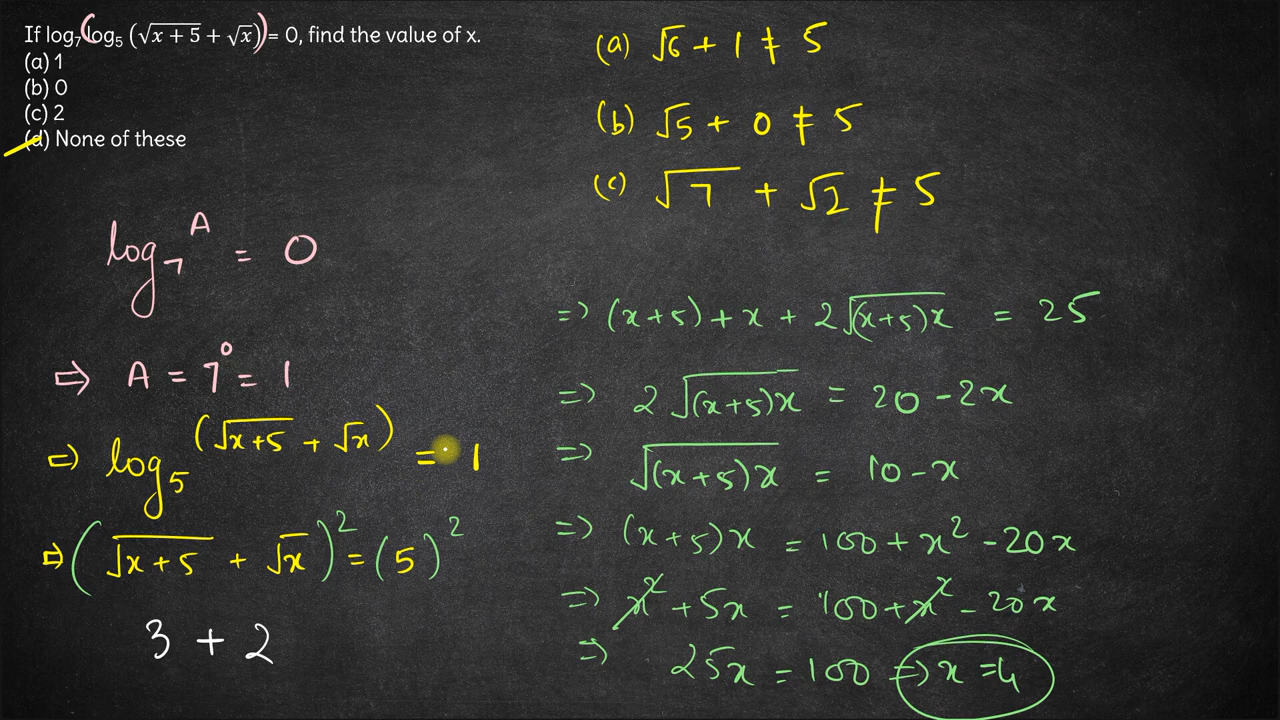 If log₇ (log₅ (√x + 5 + √x)) = 0, find the value of x.
(a) 1
(b) 0
(c) 2
(d) None of these
log₇ᴬ = 0
⇒ A = 7⁰ = 1
⇒ log₅ (√x+5 + √x) = 1
⇒ (√x+5 + √x)² = (5)²
3 + 2
(a) √6 + 1 ≠ 5
(b) √5 + 0 ≠ 5
(c) √7 + √2 ≠ 5
=> (x+5) + x + 2√(x+5)x = 25
=> 2√(x+5)x = 20 - 2x
=> √(x+5)x = 10 - x
=> (x+5)x = 100 + x² - 20x
=> x² + 5x = 100 + x² - 20x
=> 25x = 100 => x = 4